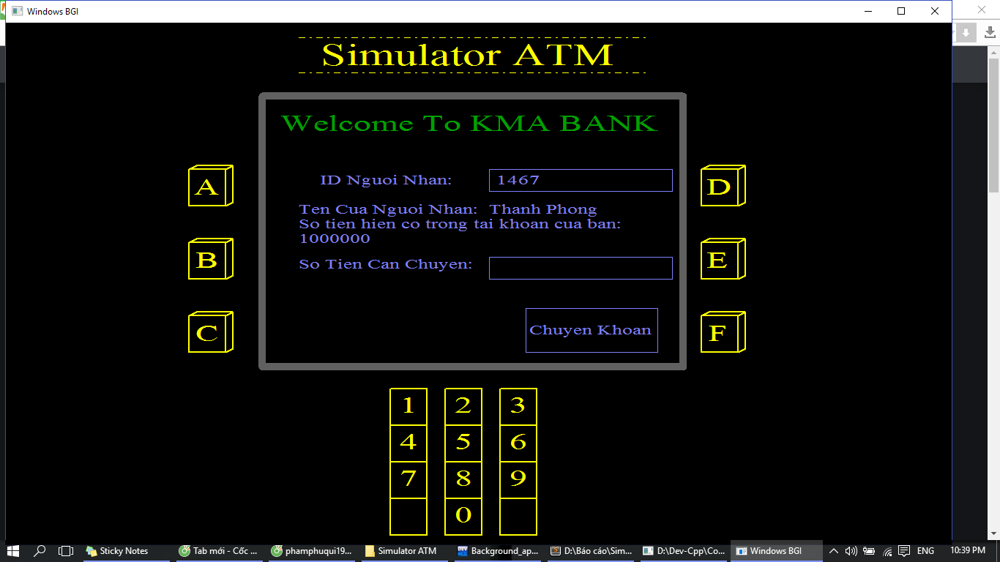 Windows BGI
Simulator ATM
Welcome To KMA BANK
ID Nguoi Nhan: 1467
Ten Cua Nguoi Nhan: Thanh Phong
So tien hien co trong tai khoan cua ban:
1000000
So Tien Can Chuyen:
Chuyen Khoan
A
B
C
D
E
F
1 2 3
4 5 6
7 8 9
0
Sticky Notes Tab mới - Cốc ... phamphuqui19... Simulator ATM Background_ap... D:\Báo cáo\Sim... D:\Dev-Cpp\Co... Windows BGI ENG 10:39 PM